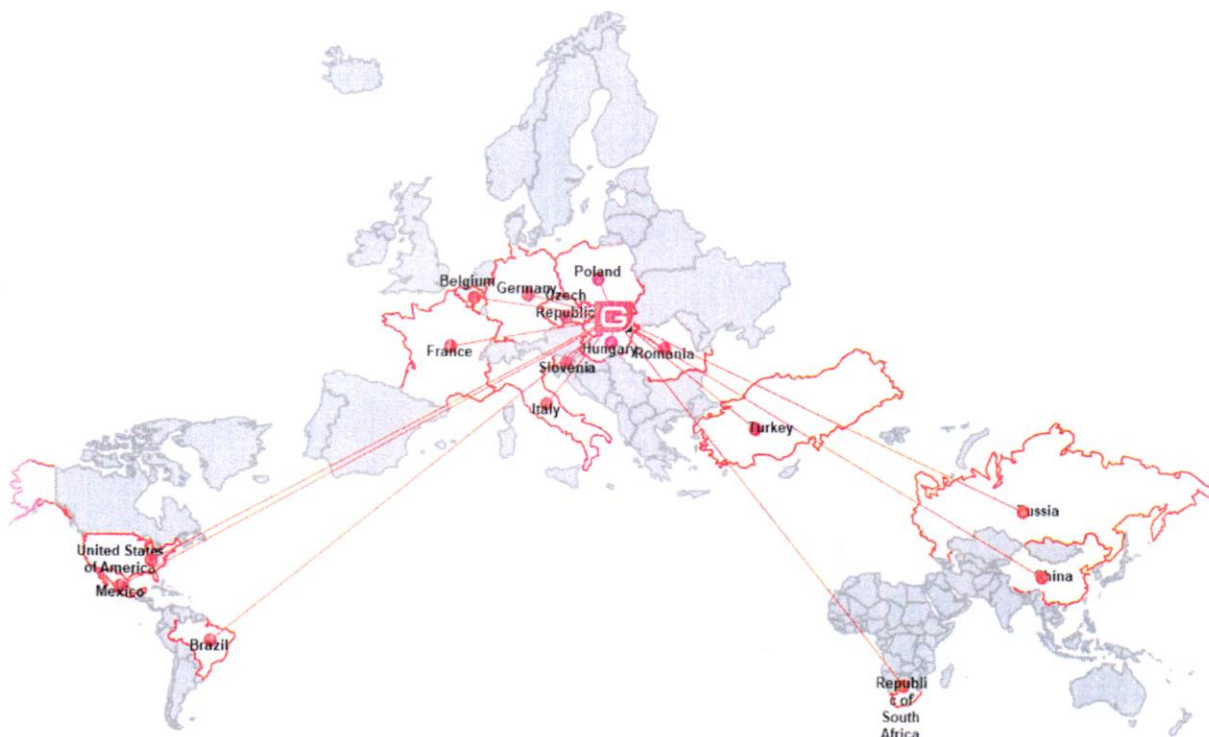 Poland
Belgium
Germany
Czech
Republic
G
Hungary
Romania
France
Slovenia
Italy
Turkey
Russia
United States
of America
China
Mexico
Brazil
Republi
c of
South
Africa